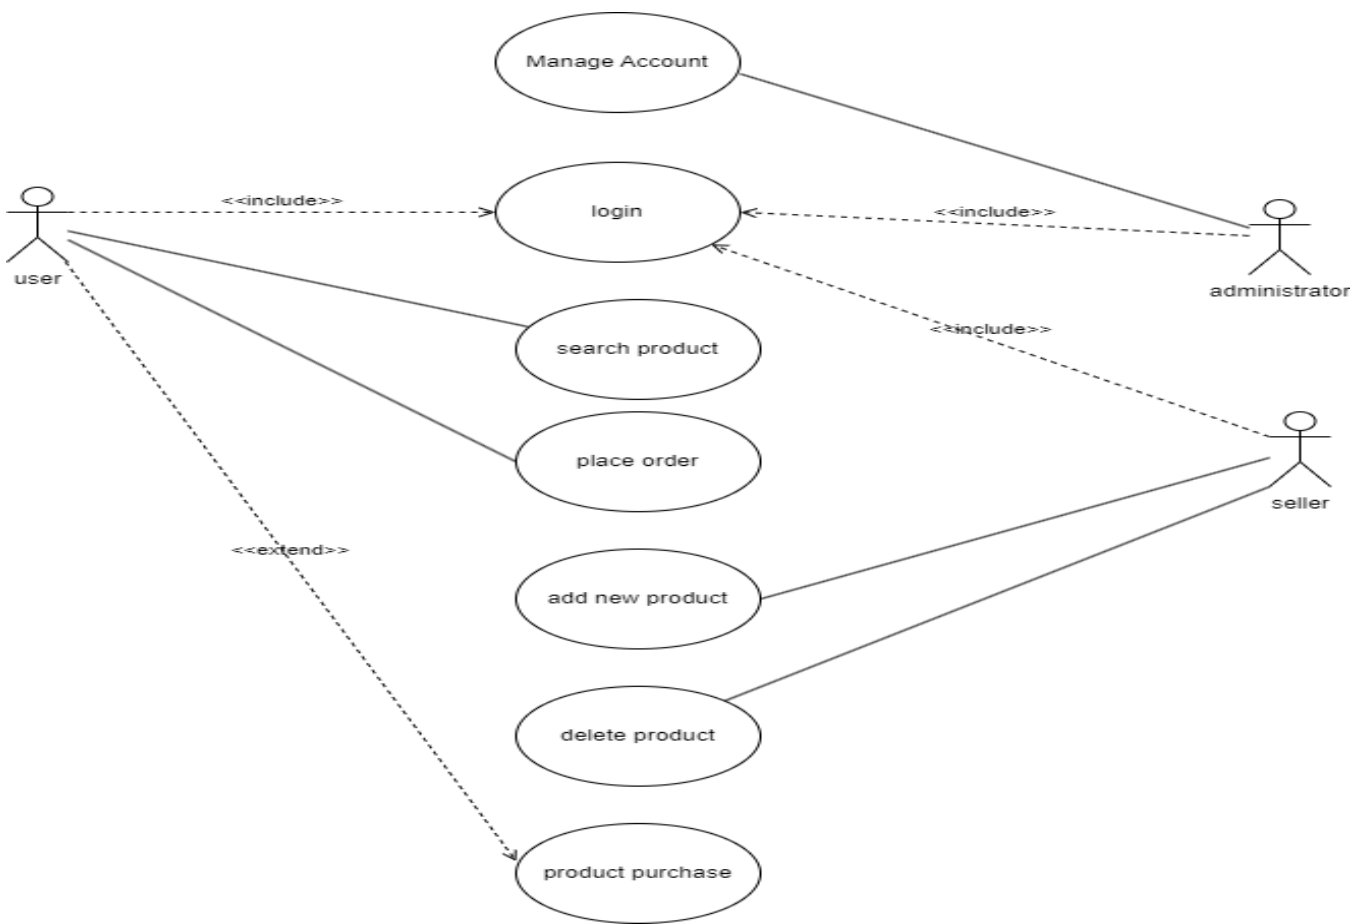 Manage Account
<<include>>
login
<<include>>
user
administrator
<<include>>
search product
place order
seller
<<extend>>
add new product
delete product
product purchase